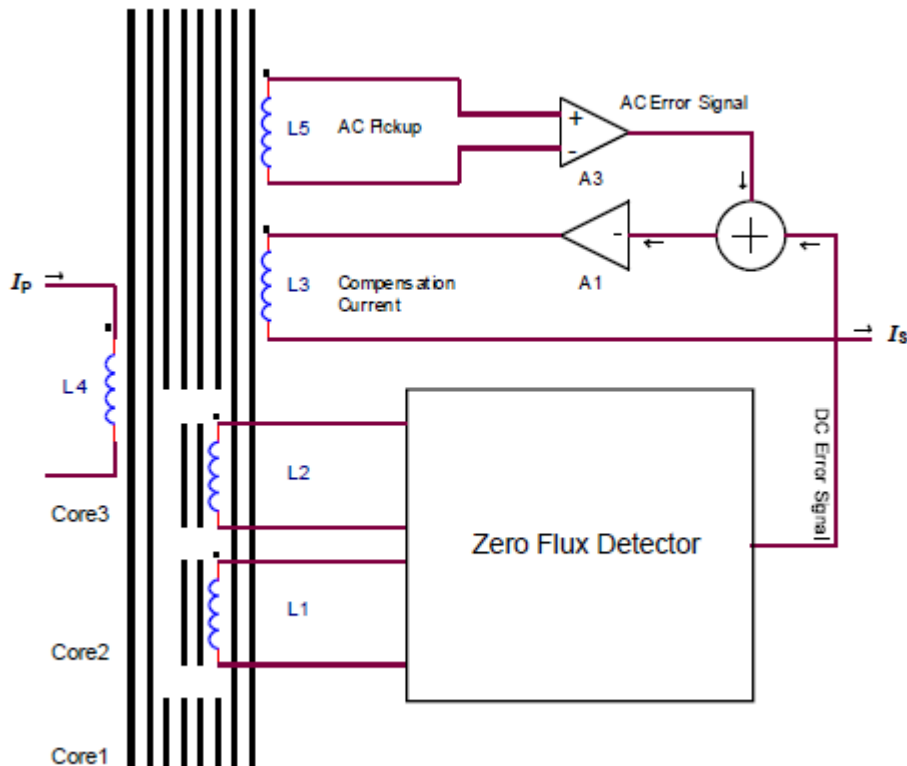 L5
AC Pickup
+
-
AC Error Signal
A3
IP
L3
Compensation
Current
-
A1
+
IS
L4
L2
Core3
Zero Flux Detector
DC Error Signal
L1
Core2
Core1